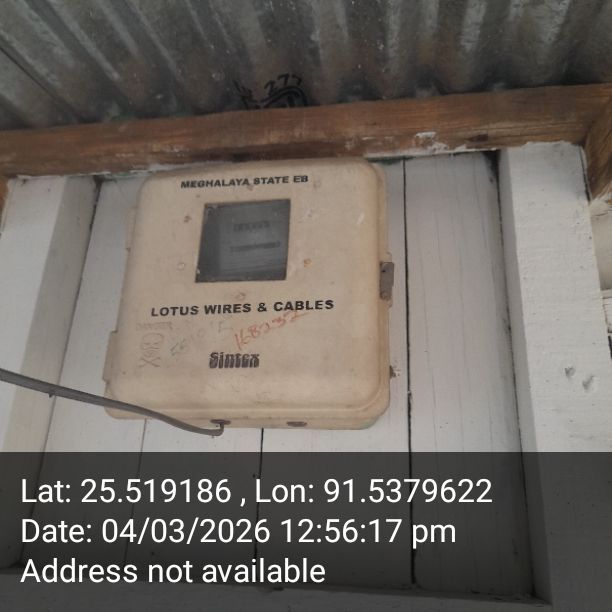 277
MEGHALAYA STATE EB
LOTUS WIRES & CABLES
DANGER
Sintex
Lat: 25.519186 , Lon: 91.5379622
Date: 04/03/2026 12:56:17 pm
Address not available